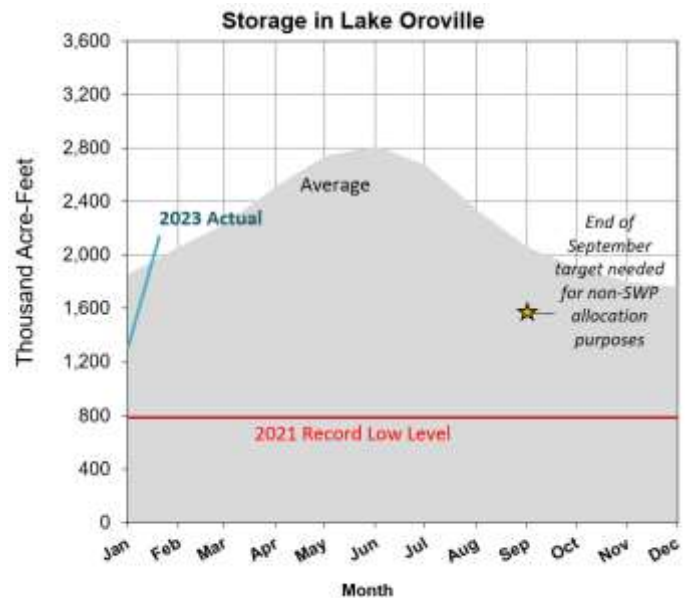 Storage in Lake Oroville
Thousand Acre-Feet
3,600
3,200
2,800
2,400
2,000
1,600
1,200
800
400
0
Average
2023 Actual
End of
September
target needed
for non-SWP
allocation
purposes
2021 Record Low Level
Jan Feb Mar Apr May Jun Jul Aug Sep Oct Nov Dec
Month